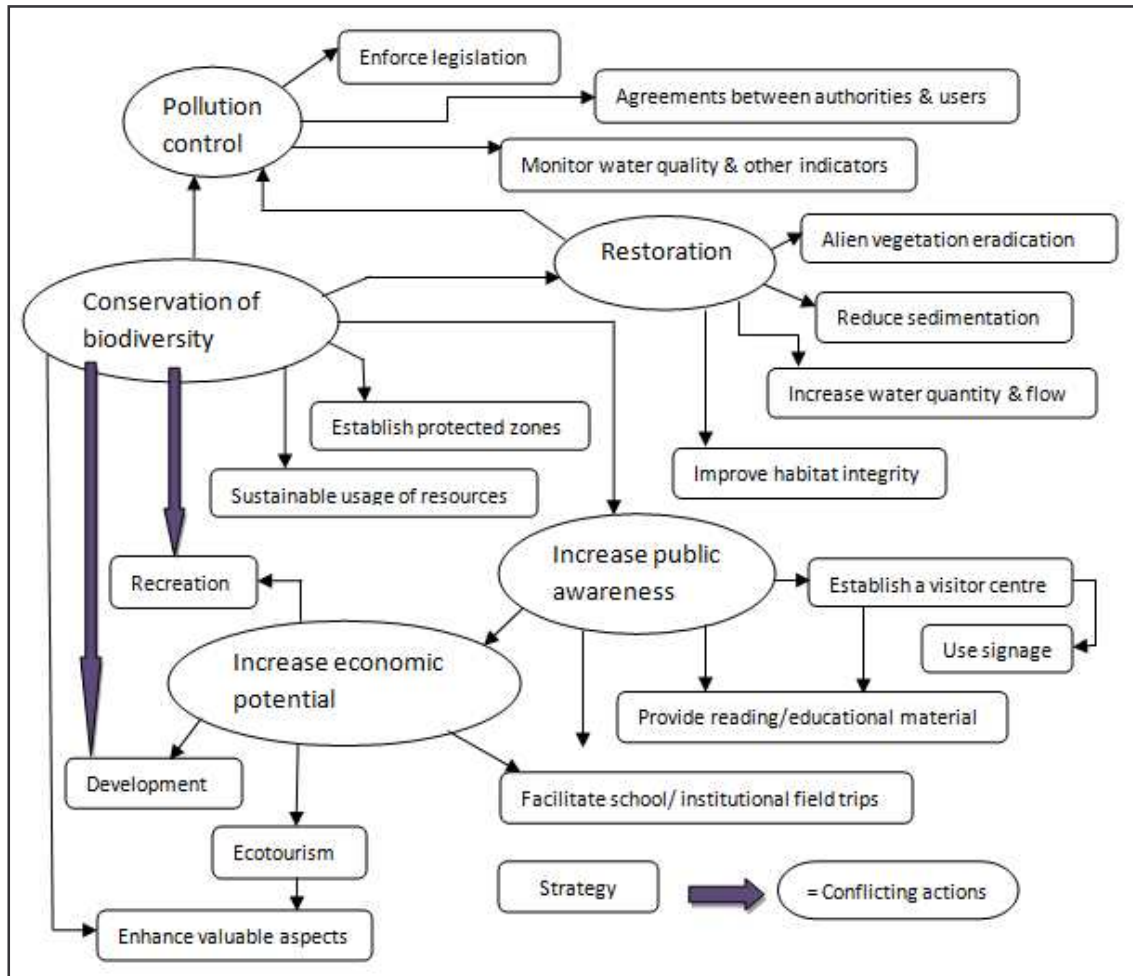 Enforce legislation
Pollution
control
Agreements between authorities & users
Monitor water quality & other indicators
Restoration
Alien vegetation eradication
Conservation of
biodiversity
Reduce sedimentation
Increase water quantity & flow
Establish protected zones
Improve habitat integrity
Sustainable usage of resources
Increase public
awareness
Recreation
Establish a visitor centre
Use signage
Increase economic
potential
Provide reading/educational material
Development
Facilitate school/ institutional field trips
Ecotourism
Strategy
= Conflicting actions
Enhance valuable aspects